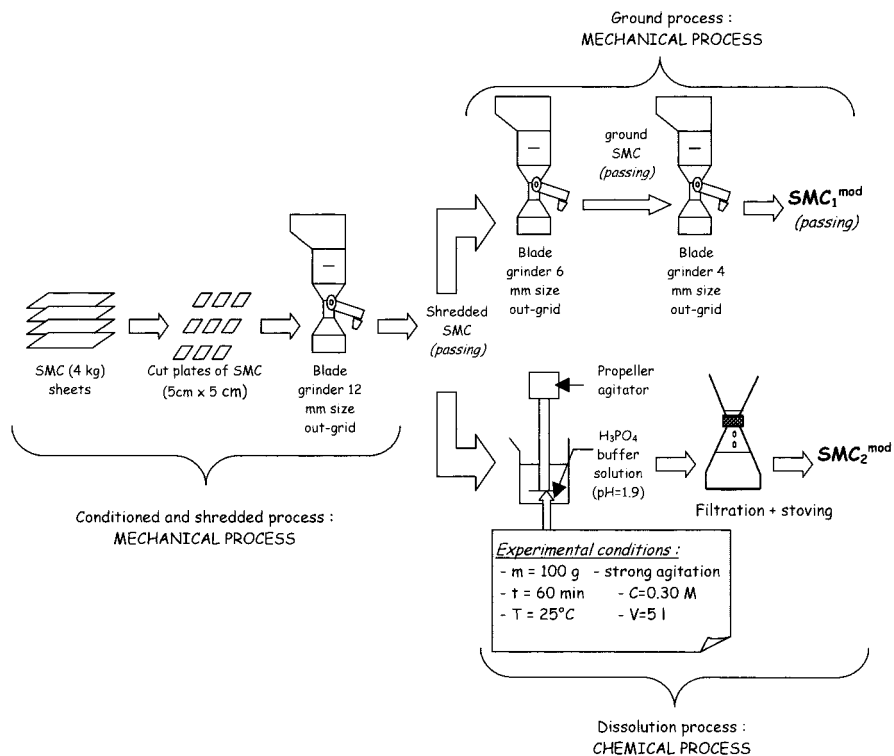 Ground process :
MECHANICAL PROCESS
ground
SMC
(passing)
SMC₁ᵐᵒᵈ
(passing)
Blade
grinder 6
mm size
out-grid
Blade
grinder 4
mm size
out-grid
Shredded
SMC
(passing)
SMC (4 kg)
sheets
Cut plates of SMC
(5cm x 5 cm)
Blade
grinder 12
mm size
out-grid
Conditioned and shredded process :
MECHANICAL PROCESS
Propeller
agitator
H₃PO₄
buffer
solution
(pH=1.9)
SMC₂ᵐᵒᵈ
Filtration + stoving
Experimental conditions :
- m = 100 g - strong agitation
- t = 60 min - C=0.30 M
- T = 25°C - V=5 l
Dissolution process :
CHEMICAL PROCESS